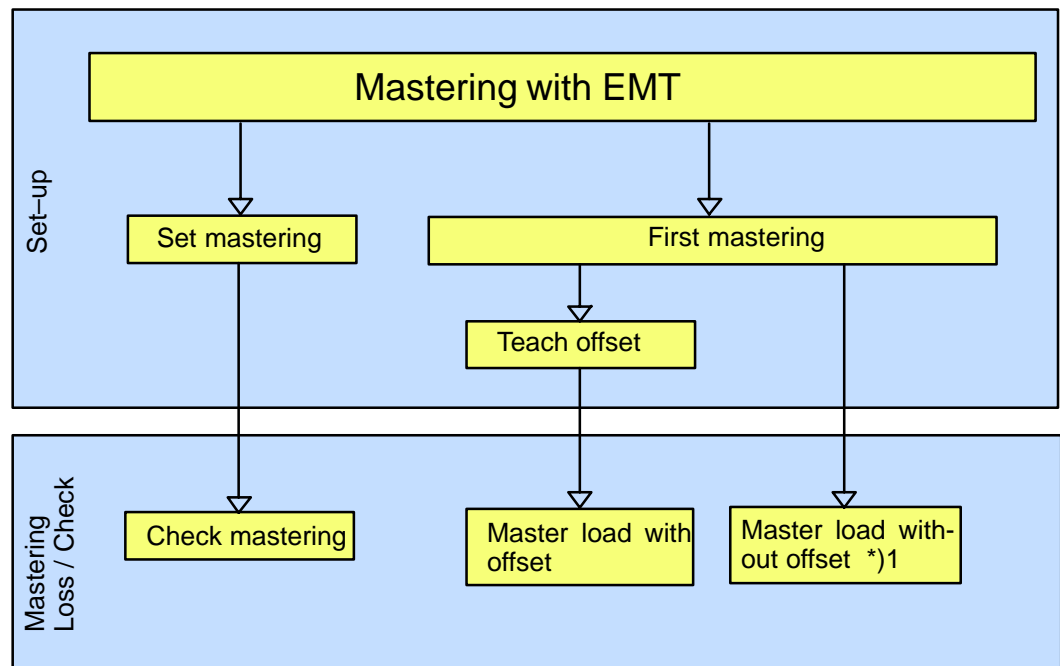 Mastering with EMT
Set–up
Set mastering
First mastering
Teach offset
Mastering
Loss / Check
Check mastering
Master load with
offset
Master load with-
out offset *)1